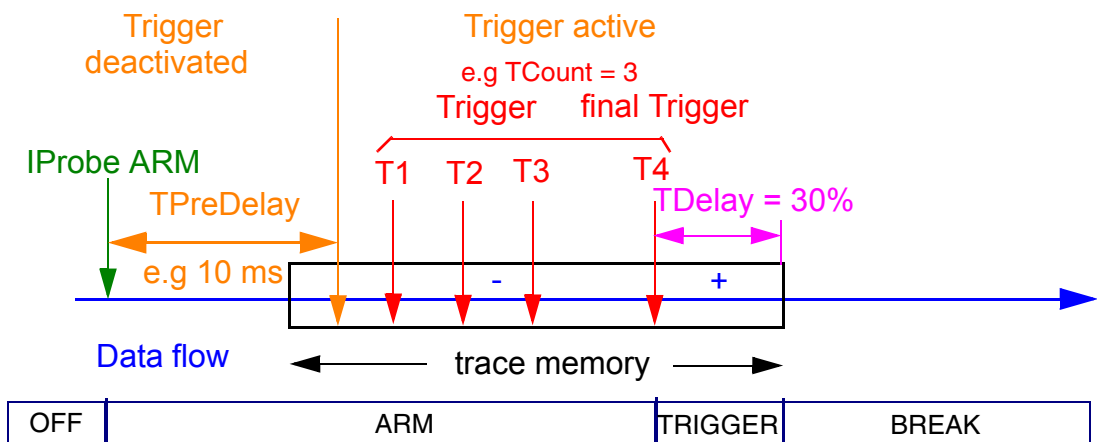 Trigger
deactivated
Trigger active
e.g TCount = 3
Trigger final Trigger
IProbe ARM
T1 T2 T3 T4
TPreDelay
TDelay = 30%
e.g 10 ms
- +
Data flow
trace memory
OFF ARM TRIGGER BREAK